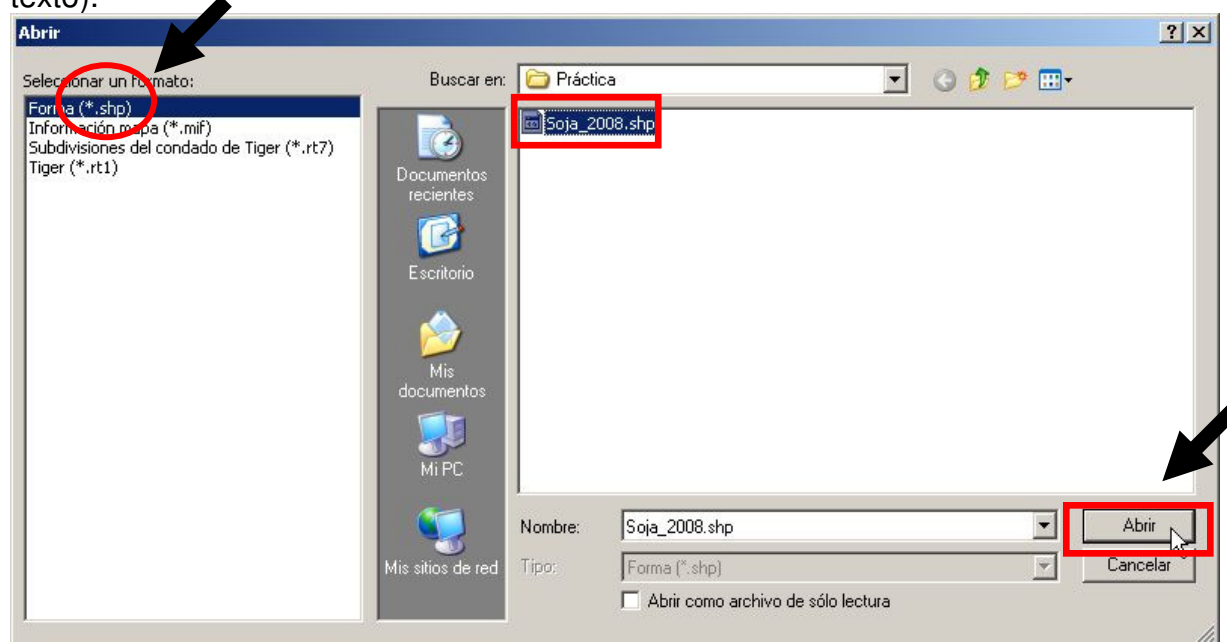 texto).
Abrir
Seleccionar un formato:
Forma (*.shp)
Información mapa (*.mif)
Subdivisiones del condado de Tiger (*.rt7)
Tiger (*.rt1)
Buscar en:
Práctica
Soja_2008.shp
Documentos
recientes
Escritorio
Mis
documentos
Mi PC
Mis sitios de red
Nombre:
Soja_2008.shp
Abrir
Tipo:
Forma (*.shp)
Cancelar
Abrir como archivo de sólo lectura